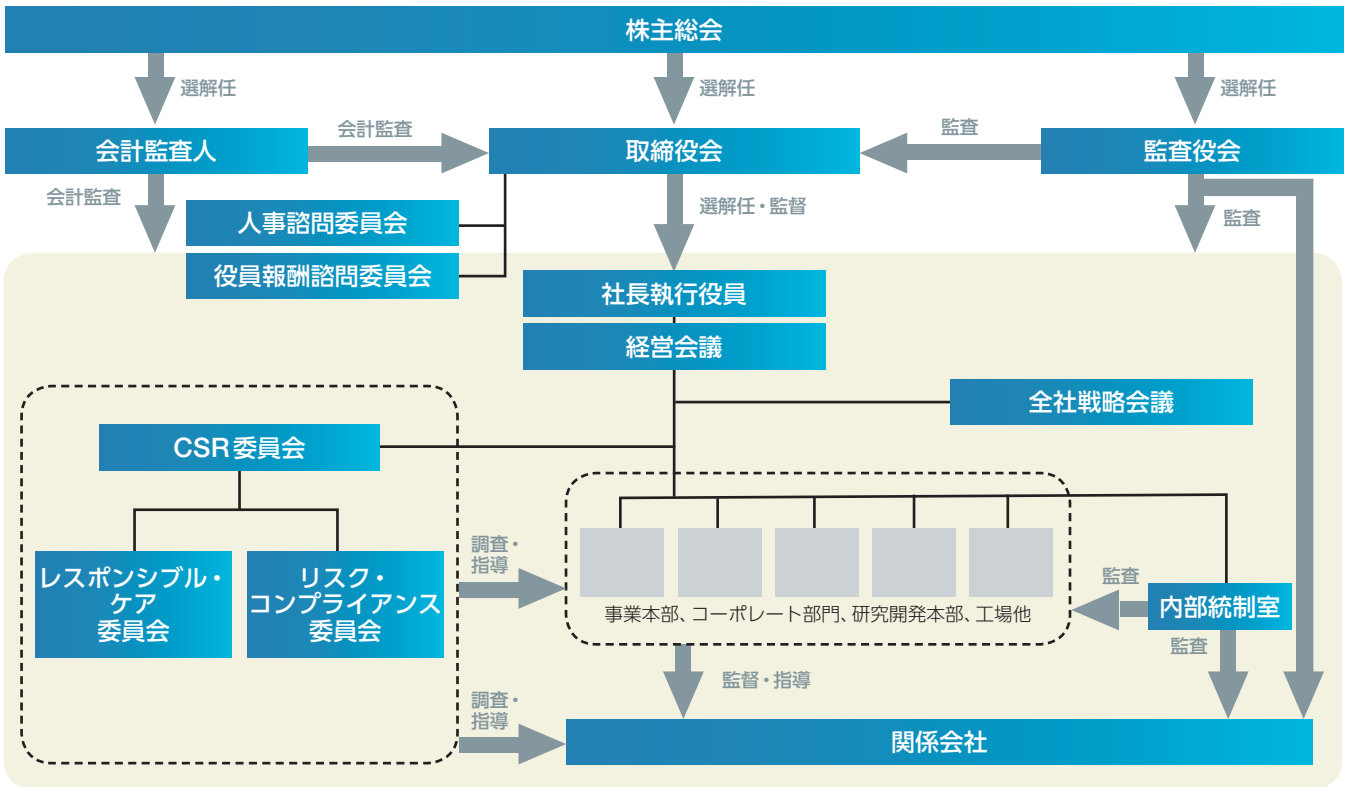 株主総会
選解任
選解任
選解任
会計監査人
会計監査
取締役会
監査
監査役会
会計監査
選解任・監督
監査
人事諮問委員会
役員報酬諮問委員会
社長執行役員
経営会議
全社戦略会議
CSR委員会
レスポンシブル・
ケア
委員会
リスク・
コンプライアンス
委員会
調査・
指導
事業本部、コーポレート部門、研究開発本部、工場他
監査
内部統制室
監査
監督・指導
調査・
指導
関係会社